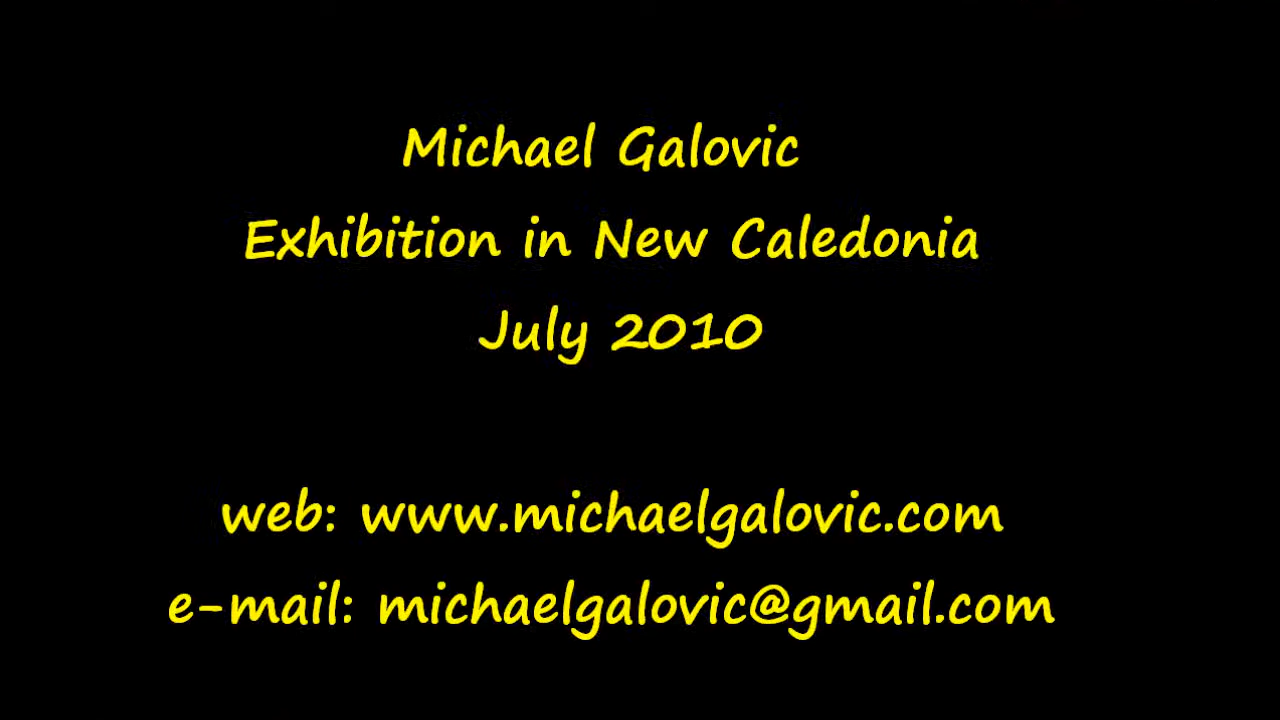 Michael Galovic
Exhibition in New Caledonia
July 2010
web: www.michaelgalovic.com
e-mail: michaelgalovic@gmail.com